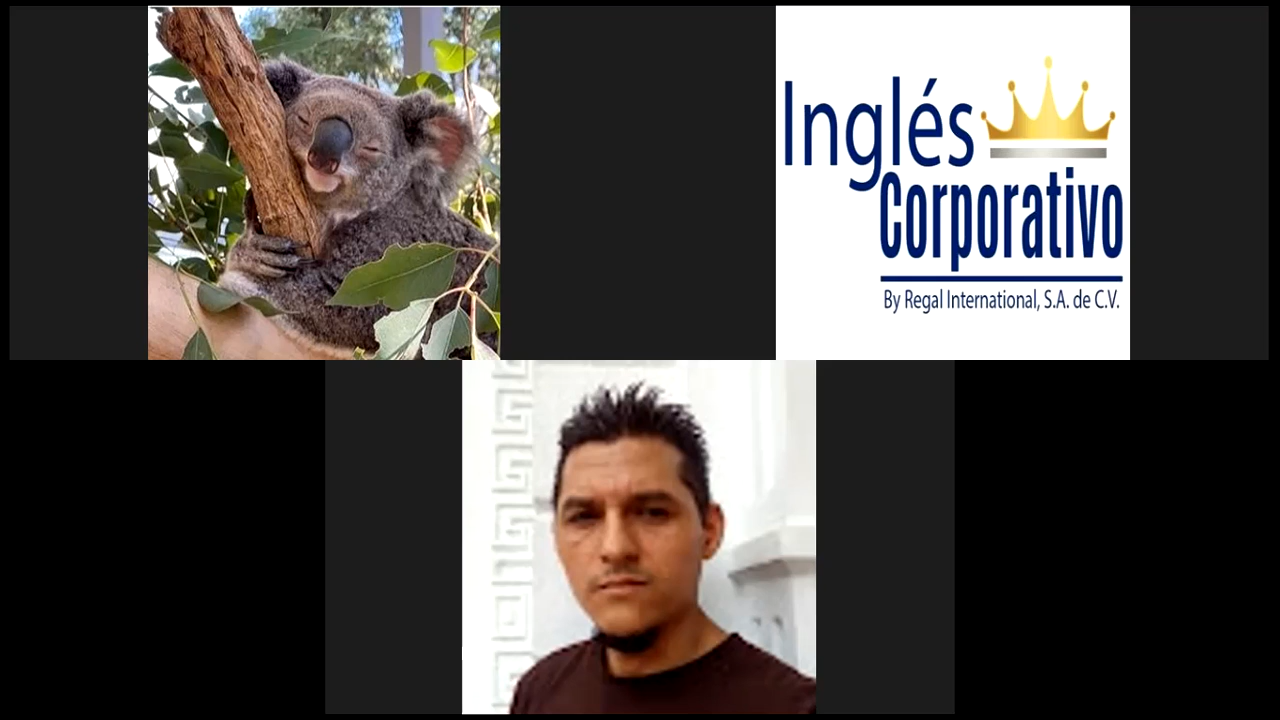 Inglés
Corporativo
By Regal International, S.A. de C.V.